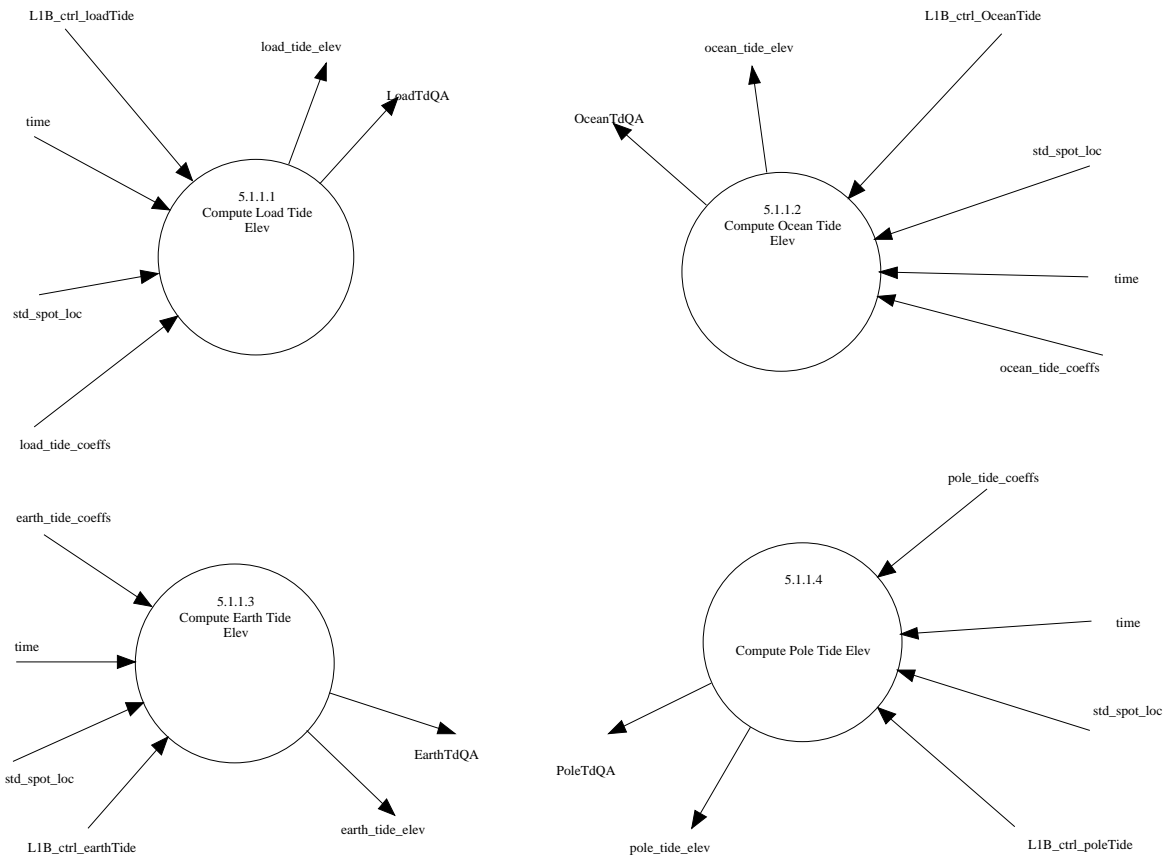 L1B_ctrl_loadTide
load_tide_elev
LoadTdQA
time
5.1.1.1
Compute Load Tide
Elev
std_spot_loc
load_tide_coeffs
L1B_ctrl_OceanTide
ocean_tide_elev
OceanTdQA
std_spot_loc
5.1.1.2
Compute Ocean Tide
Elev
time
ocean_tide_coeffs
earth_tide_coeffs
5.1.1.3
Compute Earth Tide
Elev
time
std_spot_loc
EarthTdQA
L1B_ctrl_earthTide
earth_tide_elev
pole_tide_coeffs
5.1.1.4
Compute Pole Tide Elev
time
std_spot_loc
PoleTdQA
pole_tide_elev
L1B_ctrl_poleTide